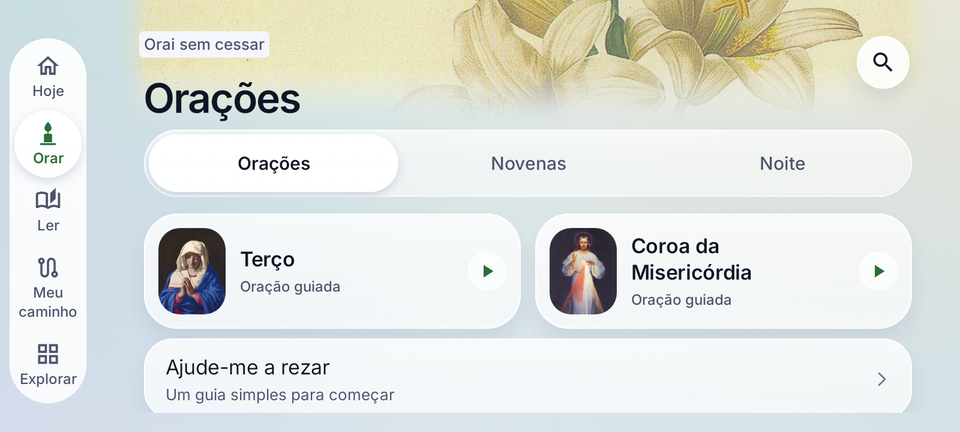 Orai sem cessar
Orações
Hoje
Orar
Ler
Meu
caminho
Explorar
Orações
Novenas
Noite
Terço
Oração guiada
Coroa da
Misericórdia
Oração guiada
Ajude-me a rezar
Um guia simples para começar